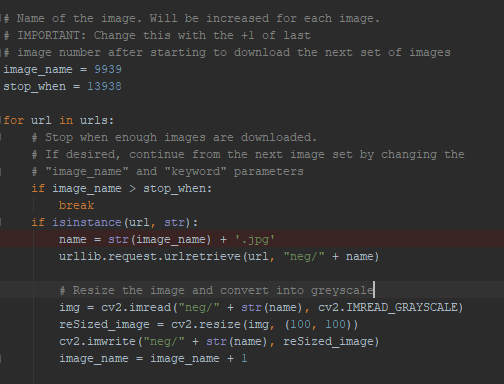 # Name of the image. Will be increased for each image.
# IMPORTANT: Change this with the +1 of last
# image number after starting to download the next set of images
image_name = 9939
stop_when = 13938

for url in urls:
    # Stop when enough images are downloaded.
    # If desired, continue from the next image set by changing the
    # "image_name" and "keyword" parameters
    if image_name > stop_when:
        break
    if isinstance(url, str):
        name = str(image_name) + '.jpg'
        urllib.request.urlretrieve(url, "neg/" + name)

        # Resize the image and convert into greyscale
        img = cv2.imread("neg/" + str(name), cv2.IMREAD_GRAYSCALE)
        reSized_image = cv2.resize(img, (100, 100))
        cv2.imwrite("neg/" + str(name), reSized_image)
        image_name = image_name + 1